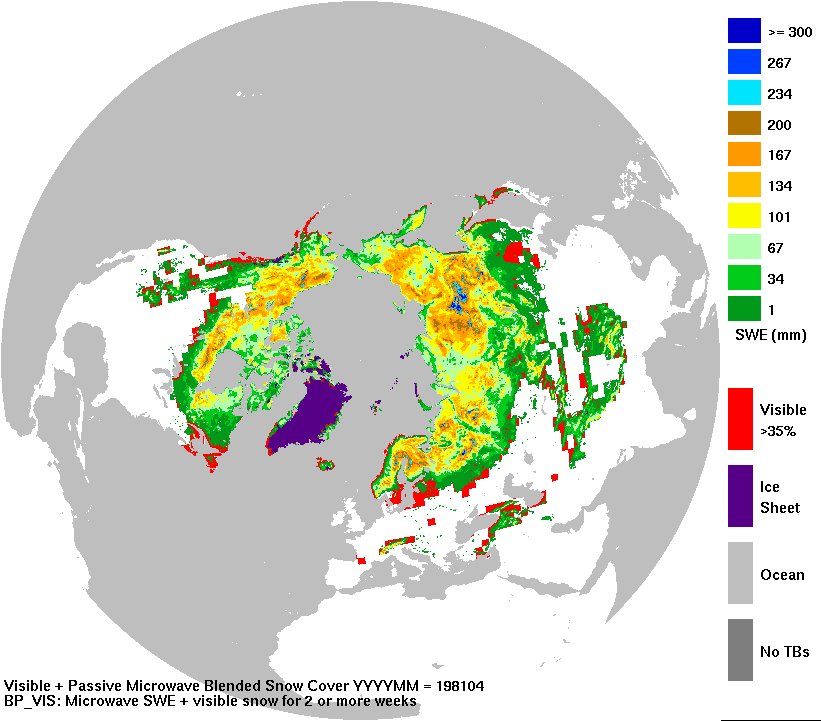 >= 300
267
234
200
167
134
101
67
34
1
SWE (mm)
Visible
>35%
Ice
Sheet
Ocean
No TBs
Visible + Passive Microwave Blended Snow Cover YYYYMM = 198104
BP_VIS: Microwave SWE + visible snow for 2 or more weeks